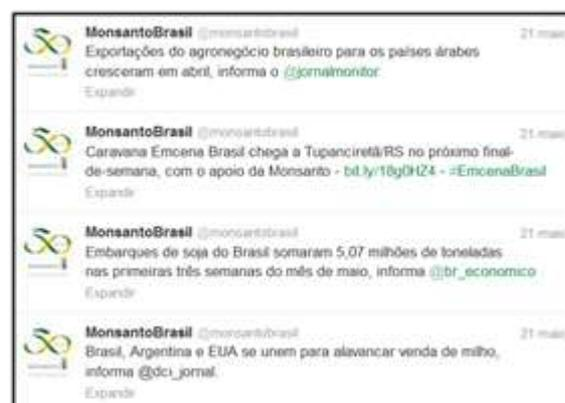 MonsantoBrasil @monsantobrasil 21 maio
Exportações do agronegócio brasileiro para os países árabes
cresceram em abril, informa o @jornalmonitor
Expandir
MonsantoBrasil @monsantobrasil 21 maio
Caravana Emcena Brasil chega a Tupanciretã/RS no próximo final-
de-semana, com o apoio da Monsanto - bit.ly/18g0HZ4 - #EmcenaBrasil
Expandir
MonsantoBrasil @monsantobrasil 21 maio
Embarques de soja do Brasil somaram 5,07 milhões de toneladas
nas primeiras três semanas do mês de maio, informa @br_economico
Expandir
MonsantoBrasil @monsantobrasil 21 maio
Brasil, Argentina e EUA se unem para alavancar venda de milho,
informa @dci_jornal.
Expandir